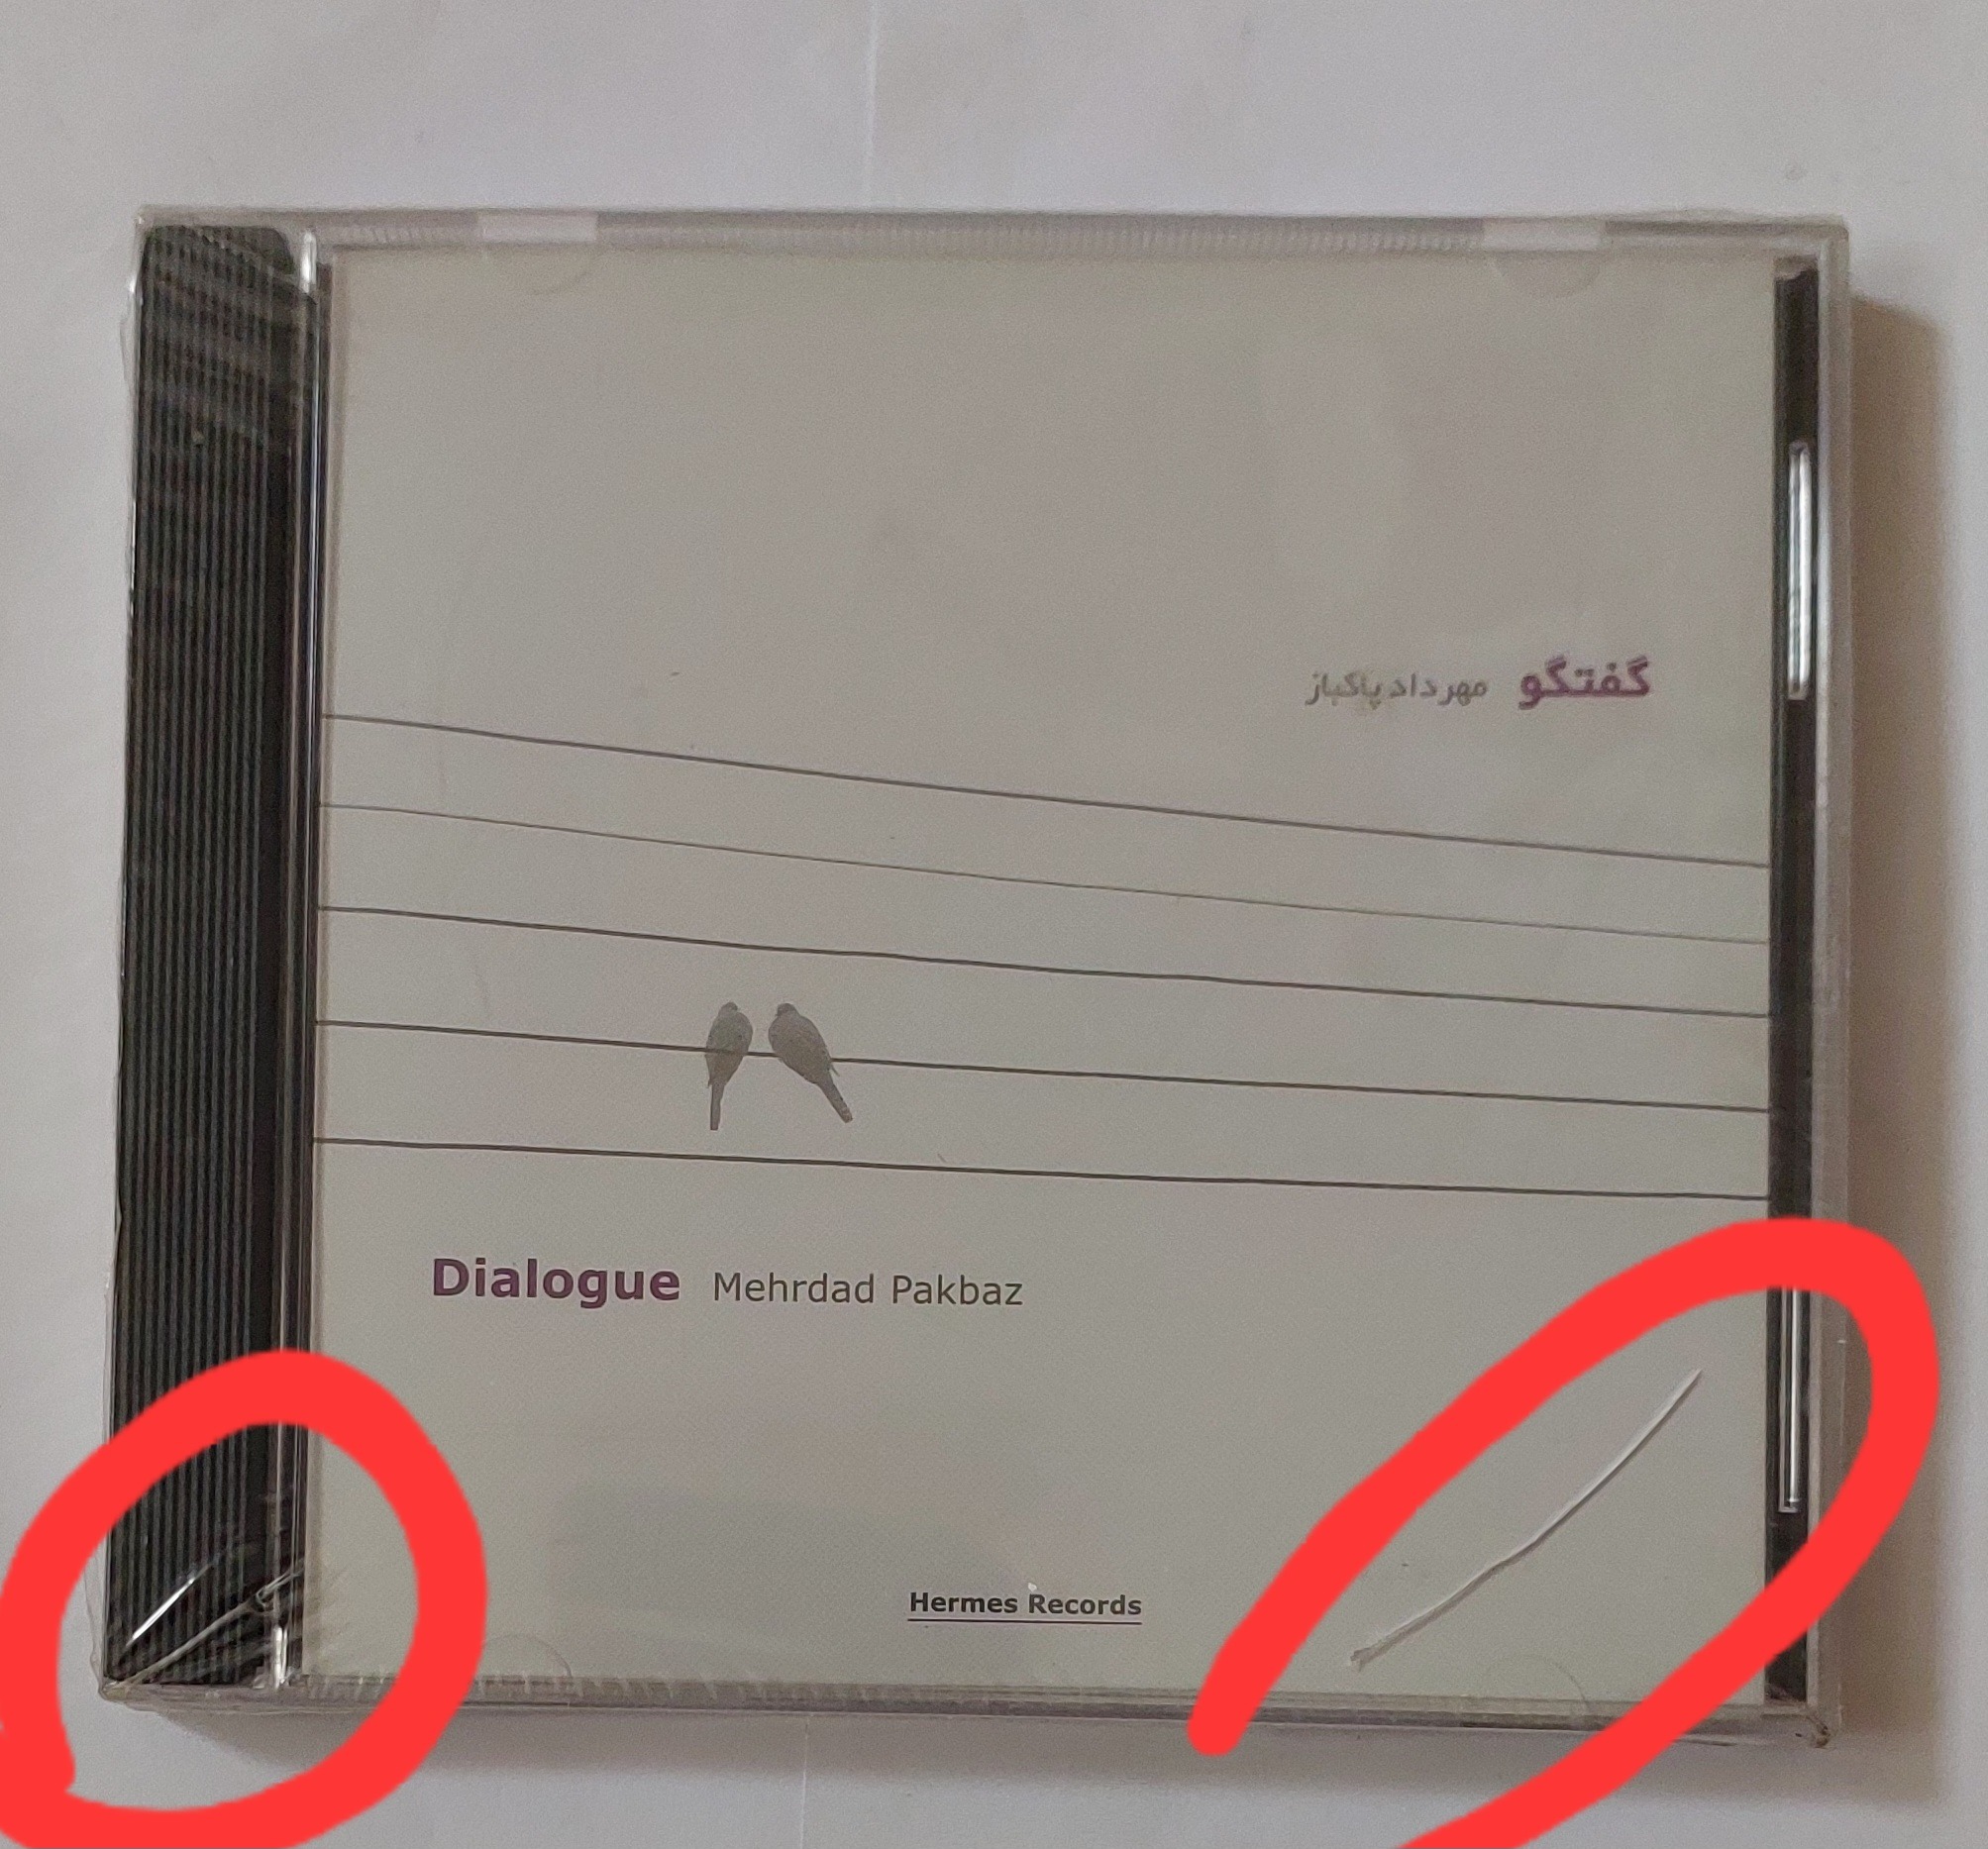 گفتگو مهرداد پاکباز
Dialogue Mehrdad Pakbaz
Hermes Records